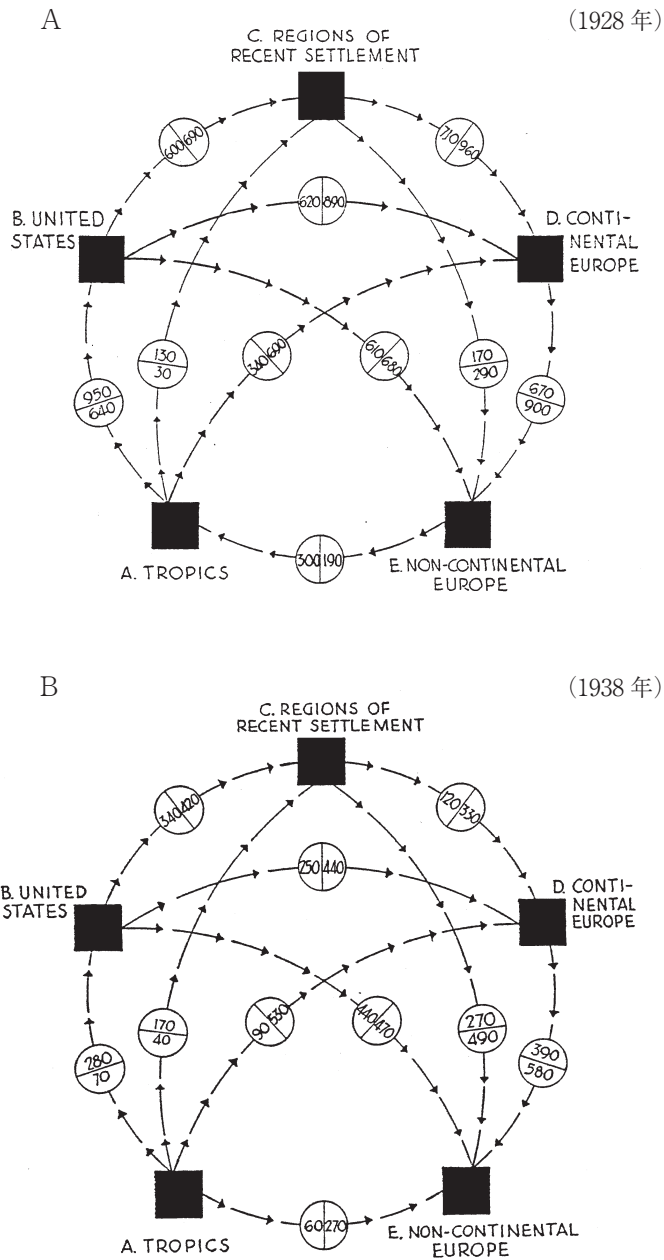 A
(1928 年)
C. REGIONS OF
RECENT SETTLEMENT
600 690
710 960
B. UNITED
STATES
620 890
D. CONTI-
NENTAL
EUROPE
130
30
610 680
170
290
950
640
670
900
300 190
A. TROPICS
E. NON-CONTINENTAL
EUROPE
B
(1938 年)
C. REGIONS OF
RECENT SETTLEMENT
340 420
120 330
B. UNITED
STATES
250 440
D. CONTI-
NENTAL
EUROPE
170
40
90 530
440 470
270
490
280
70
390
580
60 270
A. TROPICS
E. NON-CONTINENTAL
EUROPE